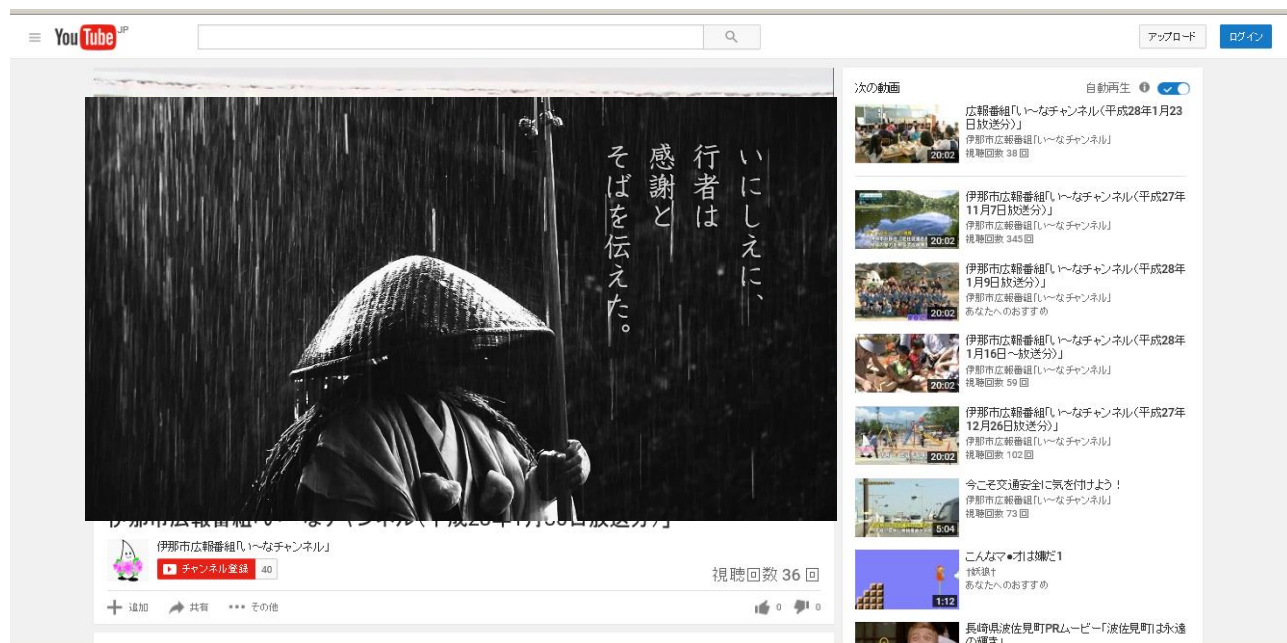 YouTube JP
アップロード
ログイン
いにしえに、
行者は
感謝と
そばを伝えた。
伊那市広報番組「い～なチャンネル」
チャンネル登録 40
視聴回数 36 回
追加
共有
その他
0
0
次の動画
自動再生
広報番組「い～なチャンネル（平成28年1月23
日放送分）」
伊那市広報番組「い～なチャンネル」
視聴回数 38 回
20:02
伊那市広報番組「い～なチャンネル（平成27年
11月7日放送分）」
伊那市広報番組「い～なチャンネル」
視聴回数 345 回
20:02
伊那市広報番組「い～なチャンネル（平成28年
1月9日放送分）」
伊那市広報番組「い～なチャンネル」
あなたへのおすすめ
20:02
伊那市広報番組「い～なチャンネル（平成28年
1月16日～放送分）」
伊那市広報番組「い～なチャンネル」
視聴回数 59 回
20:02
伊那市広報番組「い～なチャンネル（平成27年
12月26日放送分）」
伊那市広報番組「い～なチャンネル」
視聴回数 102 回
20:02
今こそ交通安全に気を付けよう！
伊那市広報番組「い～なチャンネル」
視聴回数 73 回
5:04
こんなマ●オは嫌だ1
†妖狼†
あなたへのおすすめ
1:12
長崎県波佐見町PRムービー「波佐見町は永遠
の輝き」